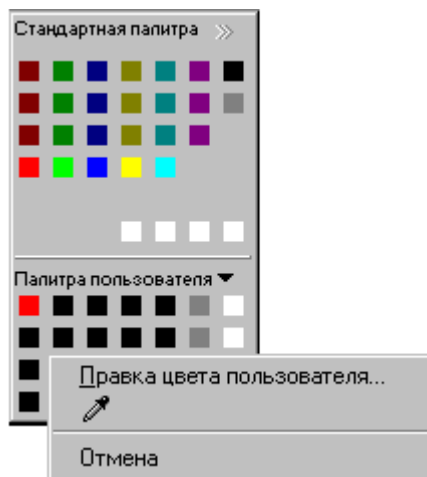 Стандартная палитра
Палитра пользователя
Правка цвета пользователя...
Отмена